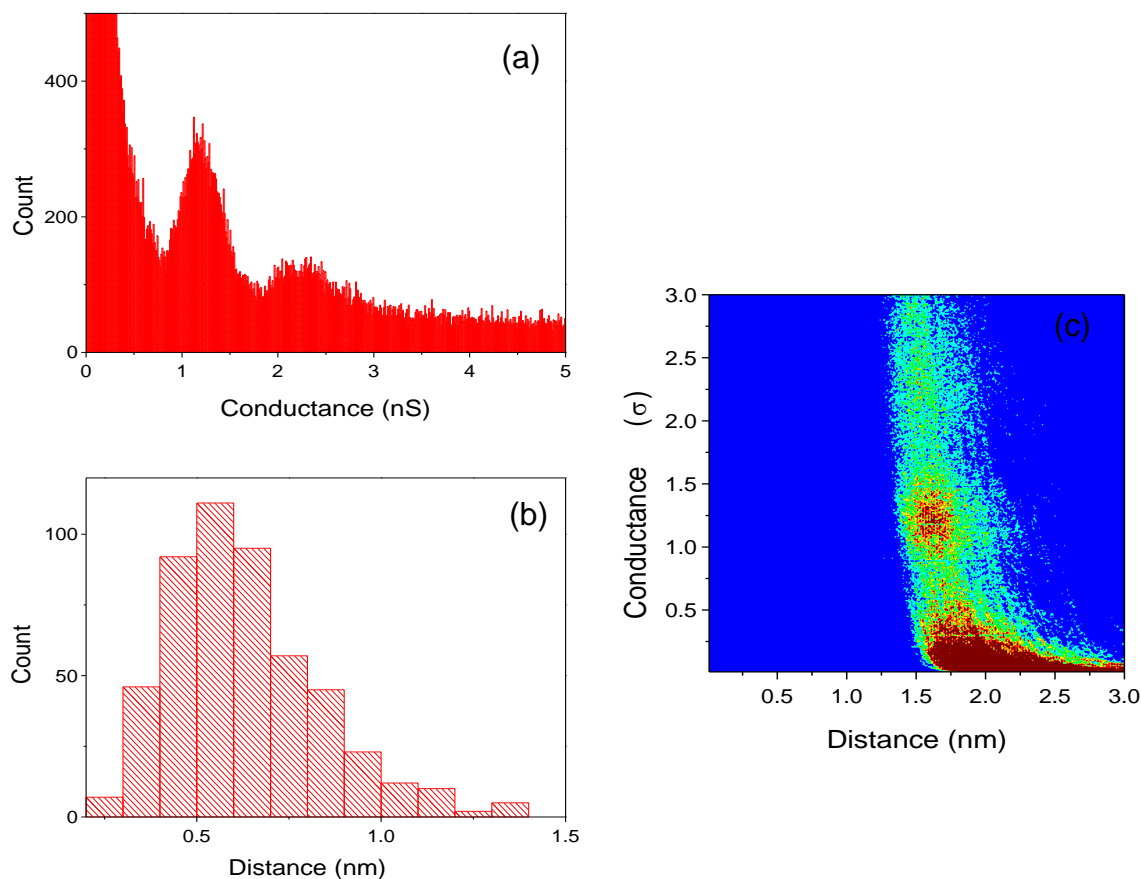 (a)
400
200
0
Count
0 1 2 3 4 5
Conductance (nS)
(b)
100
50
0
Count
0.5 1.0 1.5
Distance (nm)
(c)
3.0
2.5
2.0
1.5
1.0
0.5
Conductance (σ)
0.5 1.0 1.5 2.0 2.5 3.0
Distance (nm)